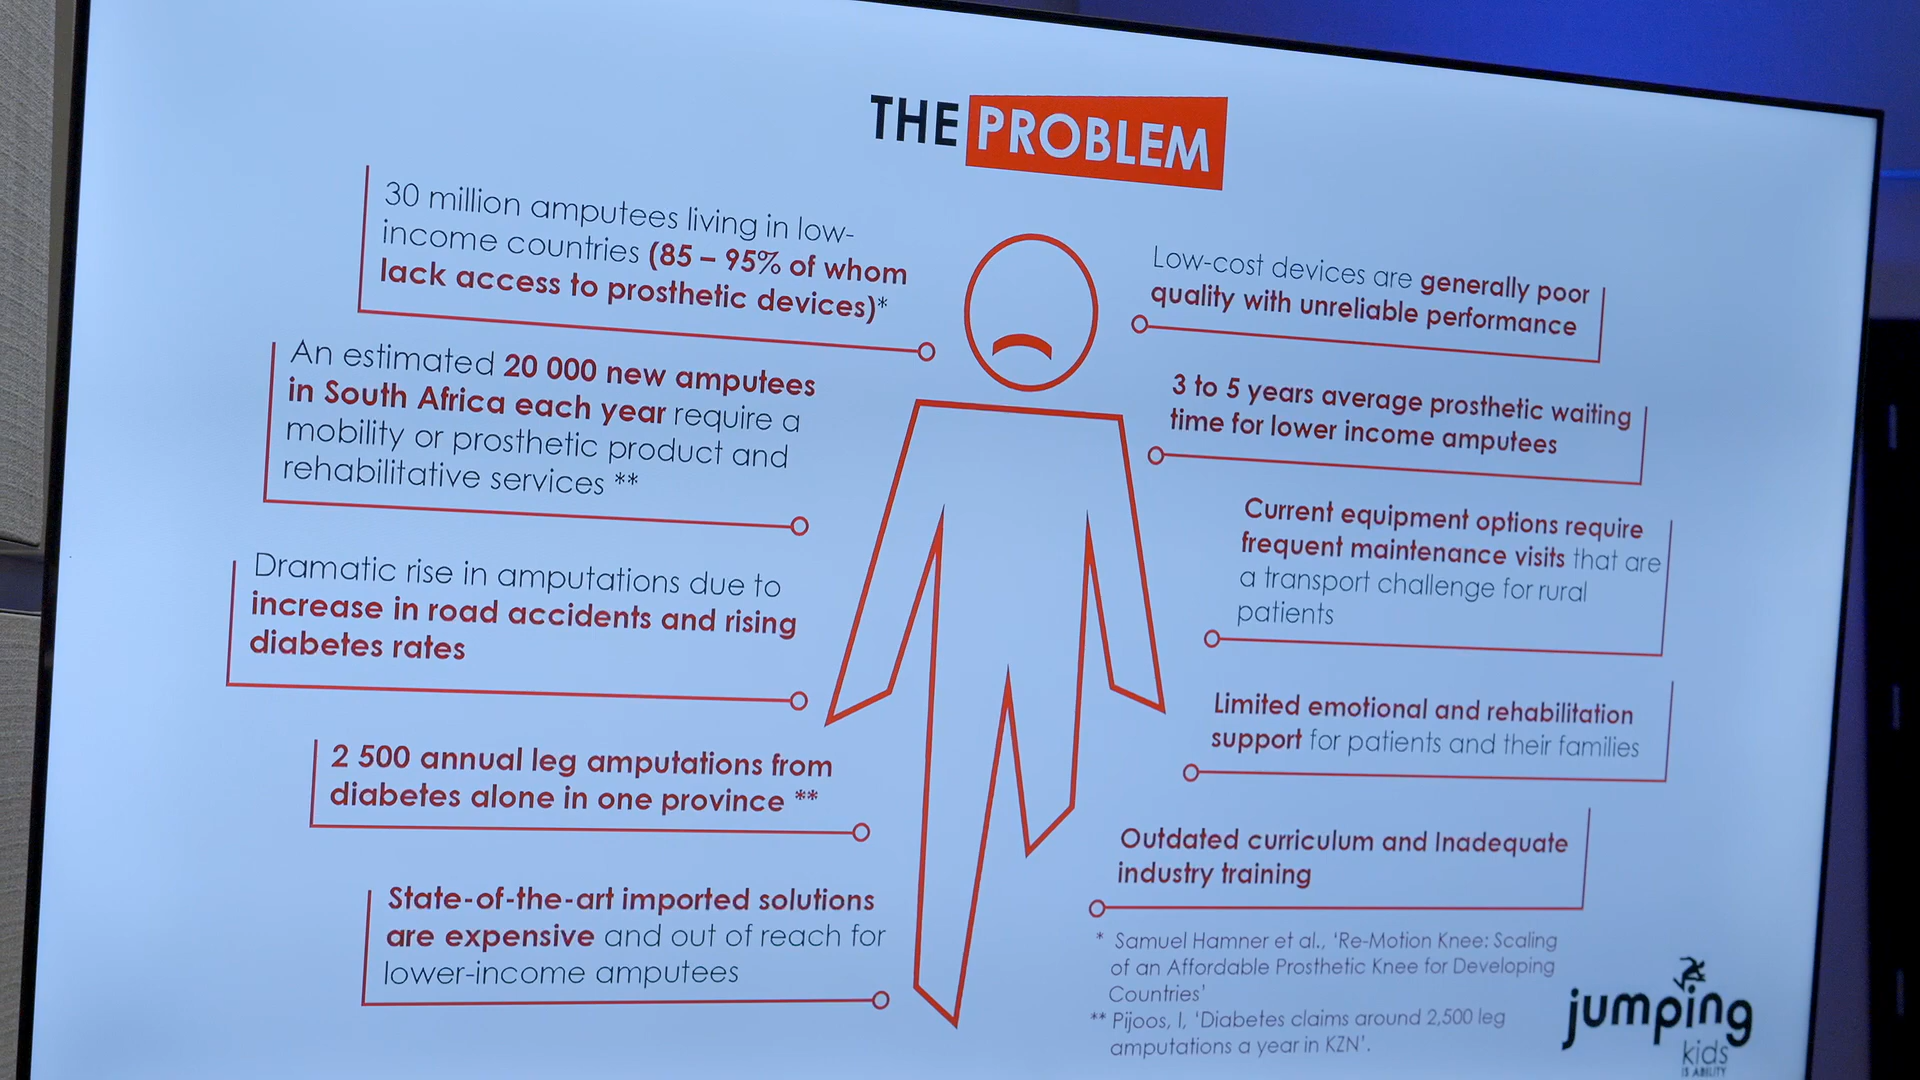 THE PROBLEM
30 million amputees living in low-
income countries (85 – 95% of whom
lack access to prosthetic devices)*
An estimated 20 000 new amputees
in South Africa each year require a
mobility or prosthetic product and
rehabilitative services **
Dramatic rise in amputations due to
increase in road accidents and rising
diabetes rates
2 500 annual leg amputations from
diabetes alone in one province **
State-of-the-art imported solutions
are expensive and out of reach for
lower-income amputees
Low-cost devices are generally poor
quality with unreliable performance
3 to 5 years average prosthetic waiting
time for lower income amputees
Current equipment options require
frequent maintenance visits that are
a transport challenge for rural
patients
Limited emotional and rehabilitation
support for patients and their families
Outdated curriculum and Inadequate
industry training
* Samuel Hamner et al., ‘Re-Motion Knee: Scaling
of an Affordable Prosthetic Knee for Developing
Countries’
** Pijoos, I, ‘Diabetes claims around 2,500 leg
amputations a year in KZN’.
jumping
kids
IS ABILITY